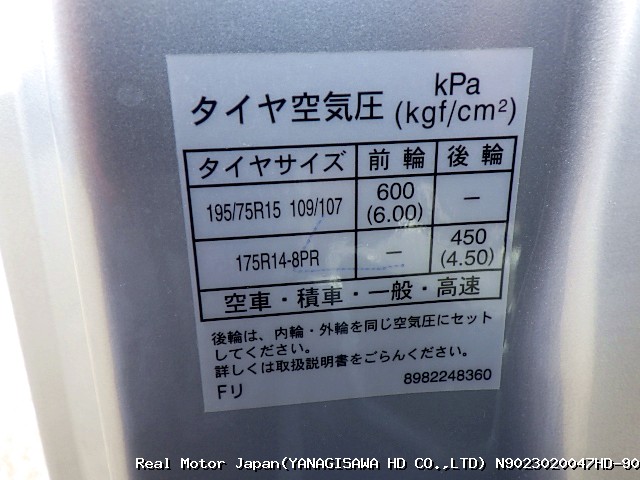 タイヤ空気圧 kPa (kgf/cm²)
タイヤサイズ 前輪 後輪
195/75R15 109/107 600 (6.00) —
175R14-8PR — 450 (4.50)
空車・積車・一般・高速
後輪は、内輪・外輪を同じ空気圧にセット
してください。
詳しくは取扱説明書をごらんください。
Fリ 8982248360
Real Motor Japan(YANAGISAWA HD CO.,LTD) N9023020047HD-90